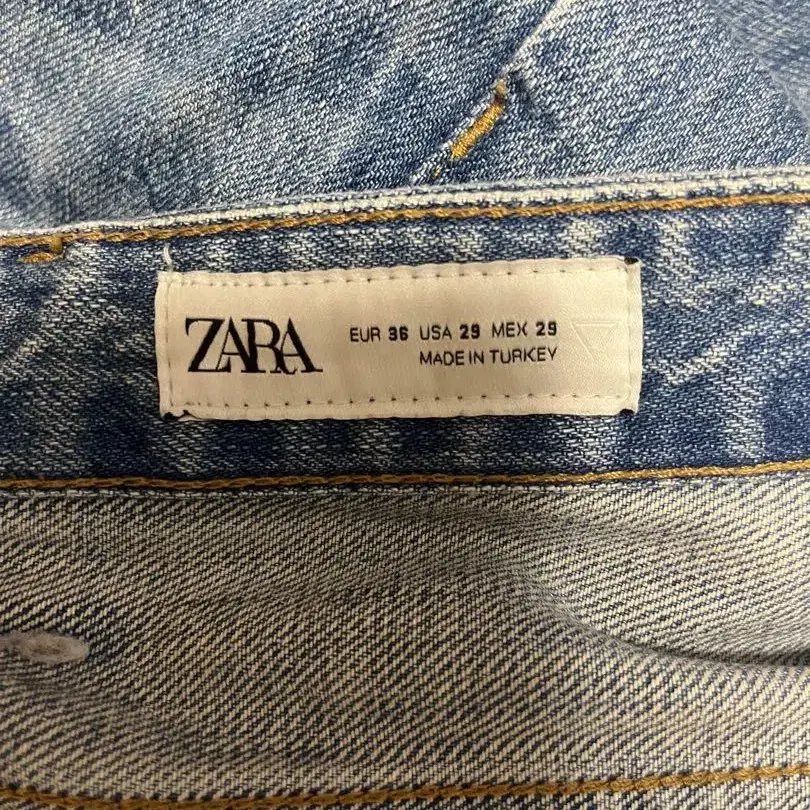 ZARA
EUR 36 USA 29 MEX 29
MADE IN TURKEY